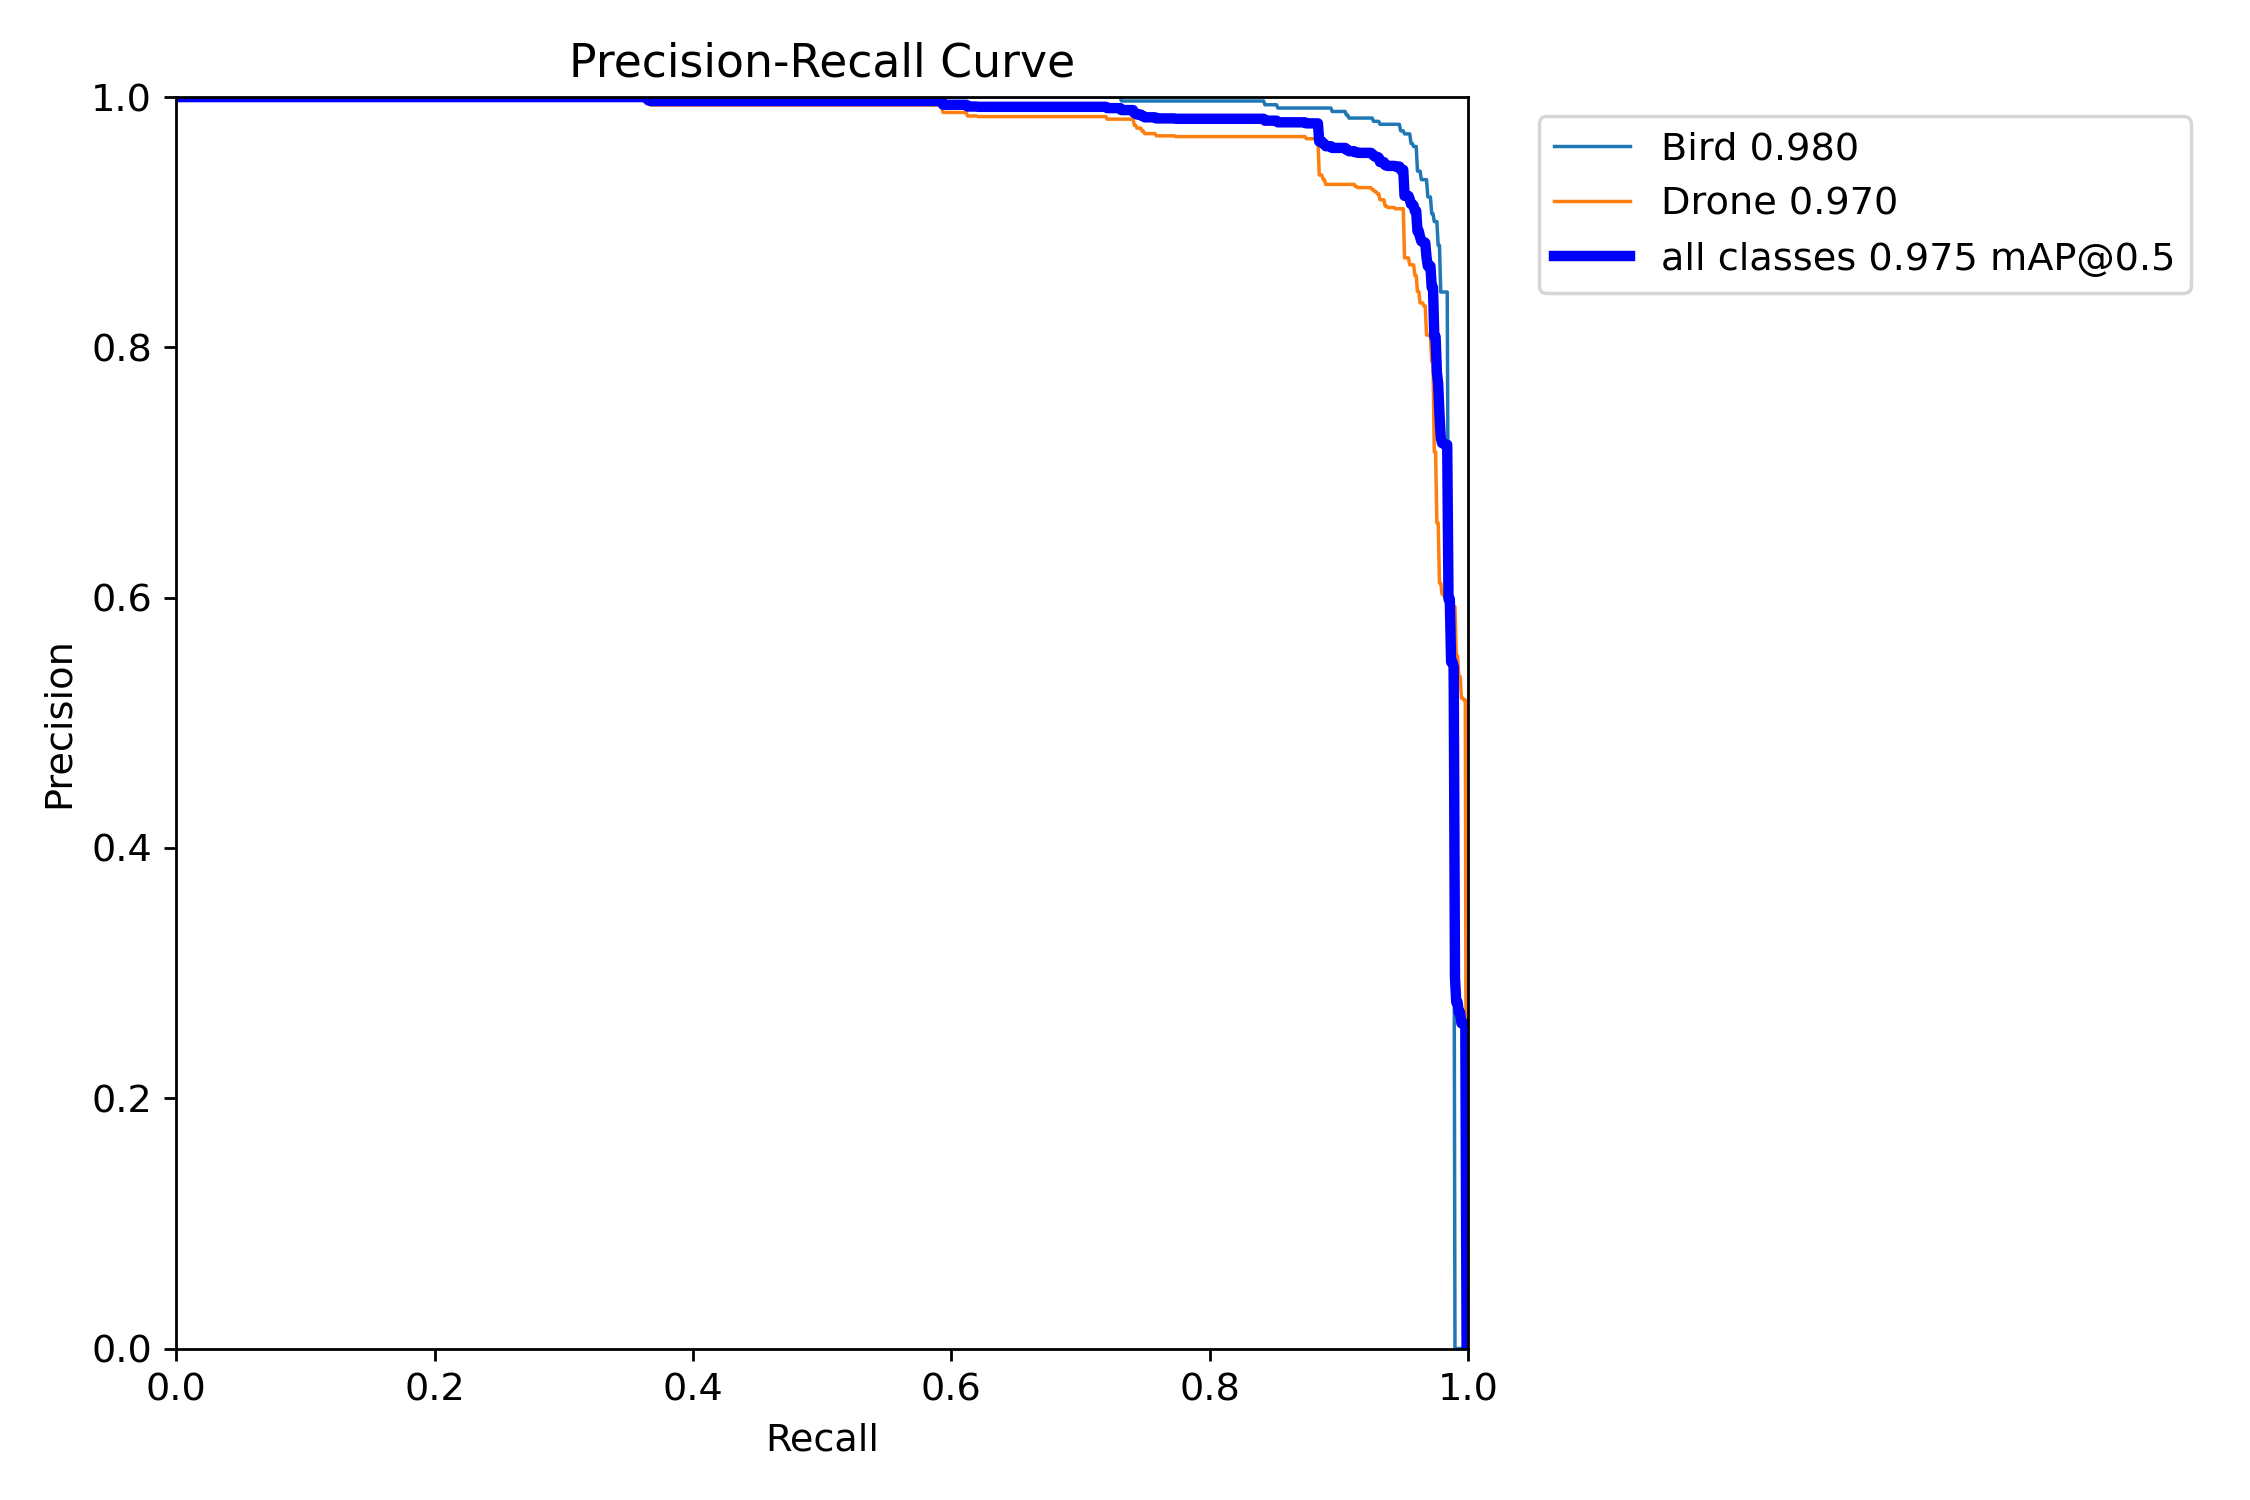 Precision-Recall Curve
1.0
0.8
0.6
0.4
0.2
0.0
Precision
0.0 0.2 0.4 0.6 0.8 1.0
Recall
Bird 0.980
Drone 0.970
all classes 0.975 mAP@0.5